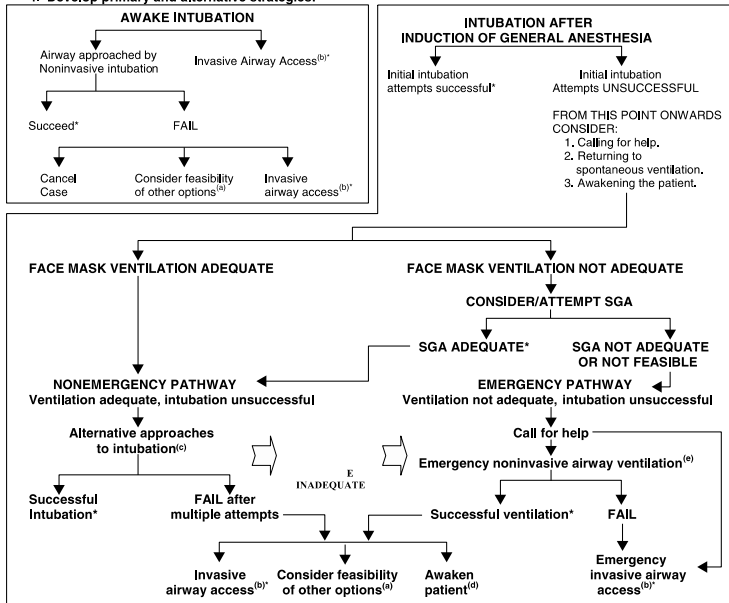 4. Develop primary and alternative strategies:
AWAKE INTUBATION
Airway approached by
Noninvasive intubation
Invasive Airway Access(b)*
Succeed*
FAIL
Cancel
Case
Consider feasibility
of other options(a)
Invasive
airway access(b)*
INTUBATION AFTER
INDUCTION OF GENERAL ANESTHESIA
Initial intubation
attempts successful*
Initial intubation
Attempts UNSUCCESSFUL
FROM THIS POINT ONWARDS
CONSIDER:
1. Calling for help.
2. Returning to
spontaneous ventilation.
3. Awakening the patient.
FACE MASK VENTILATION ADEQUATE
FACE MASK VENTILATION NOT ADEQUATE
CONSIDER/ATTEMPT SGA
SGA ADEQUATE*
SGA NOT ADEQUATE
OR NOT FEASIBLE
NONEMERGENCY PATHWAY
Ventilation adequate, intubation unsuccessful
EMERGENCY PATHWAY
Ventilation not adequate, intubation unsuccessful
Alternative approaches
to intubation(c)
Call for help
E
INADEQUATE
Emergency noninvasive airway ventilation(e)
Successful
Intubation*
FAIL after
multiple attempts
Successful ventilation*
FAIL
Invasive
airway access(b)*
Consider feasibility
of other options(a)
Awaken
patient(d)
Emergency
invasive airway
access(b)*